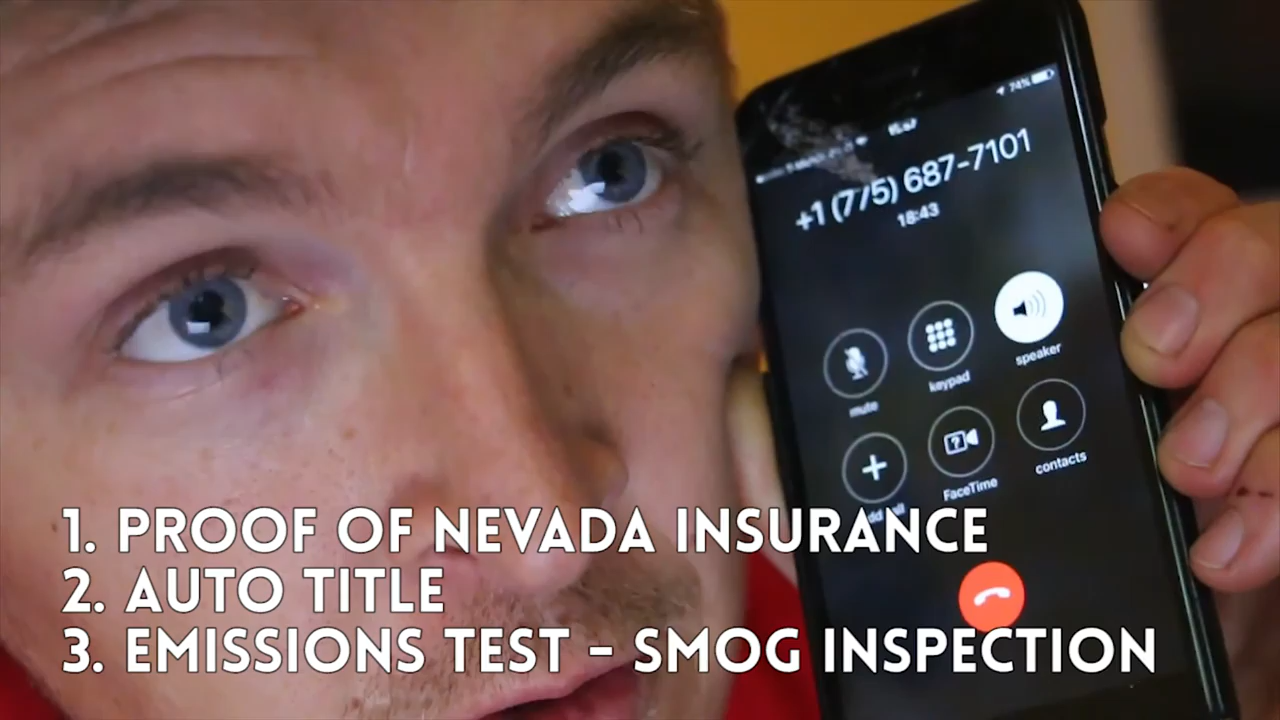 74%
+1 (775) 687-7101
18:43
mute
keypad
speaker
FaceTime
contacts
1. PROOF OF NEVADA INSURANCE
2. AUTO TITLE
3. EMISSIONS TEST - SMOG INSPECTION